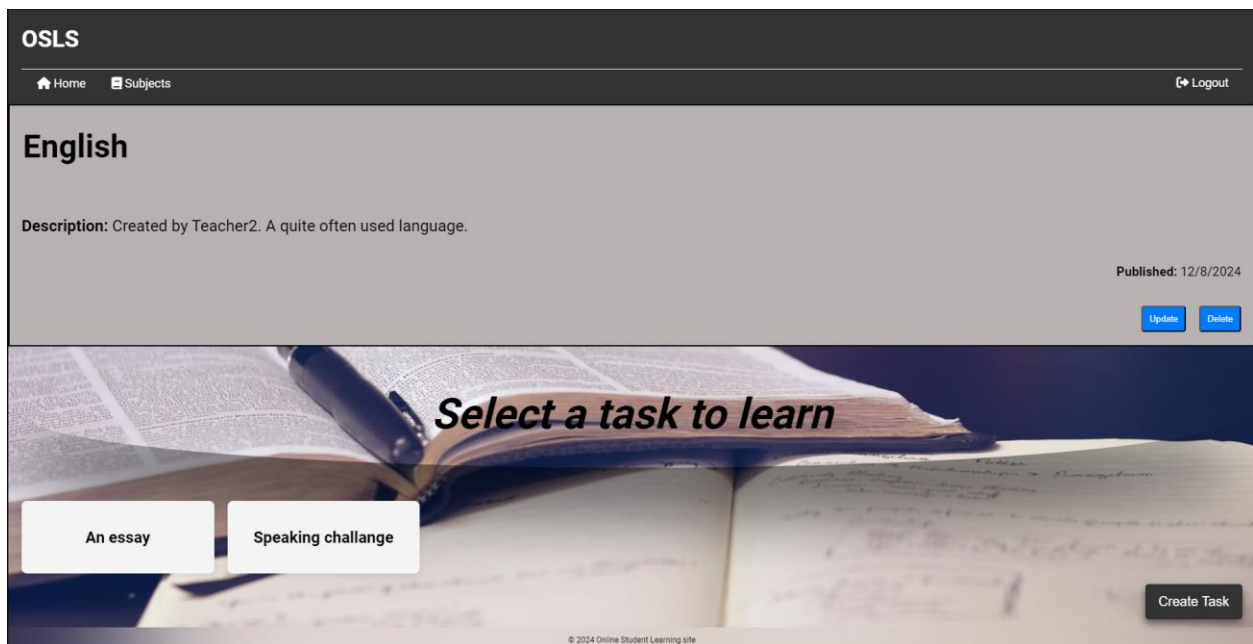 OSLS
Home Subjects Logout
English
Description: Created by Teacher2. A quite often used language.
Published: 12/8/2024
Update Delete
Select a task to learn
An essay Speaking challange
Create Task
© 2024 Online Student Learning site